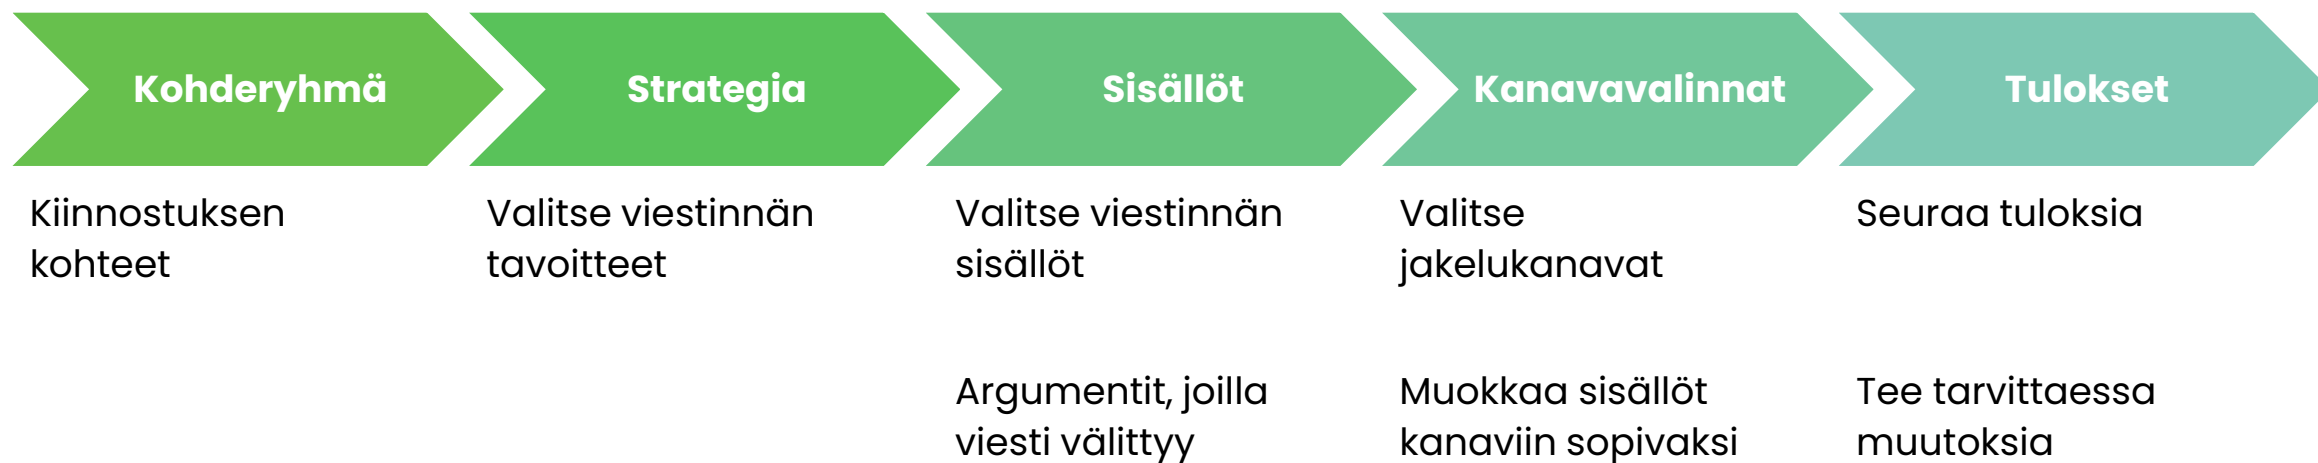 Kohderyhmä
Strategia
Sisällöt
Kanavavalinnat
Tulokset
Kiinnostuksen
kohteet
Valitse viestinnän
tavoitteet
Valitse viestinnän
sisällöt
Argumentit, joilla
viesti välittyy
Valitse
jakelukanavat
Muokkaa sisällöt
kanaviin sopivaksi
Seuraa tuloksia
Tee tarvittaessa
muutoksia